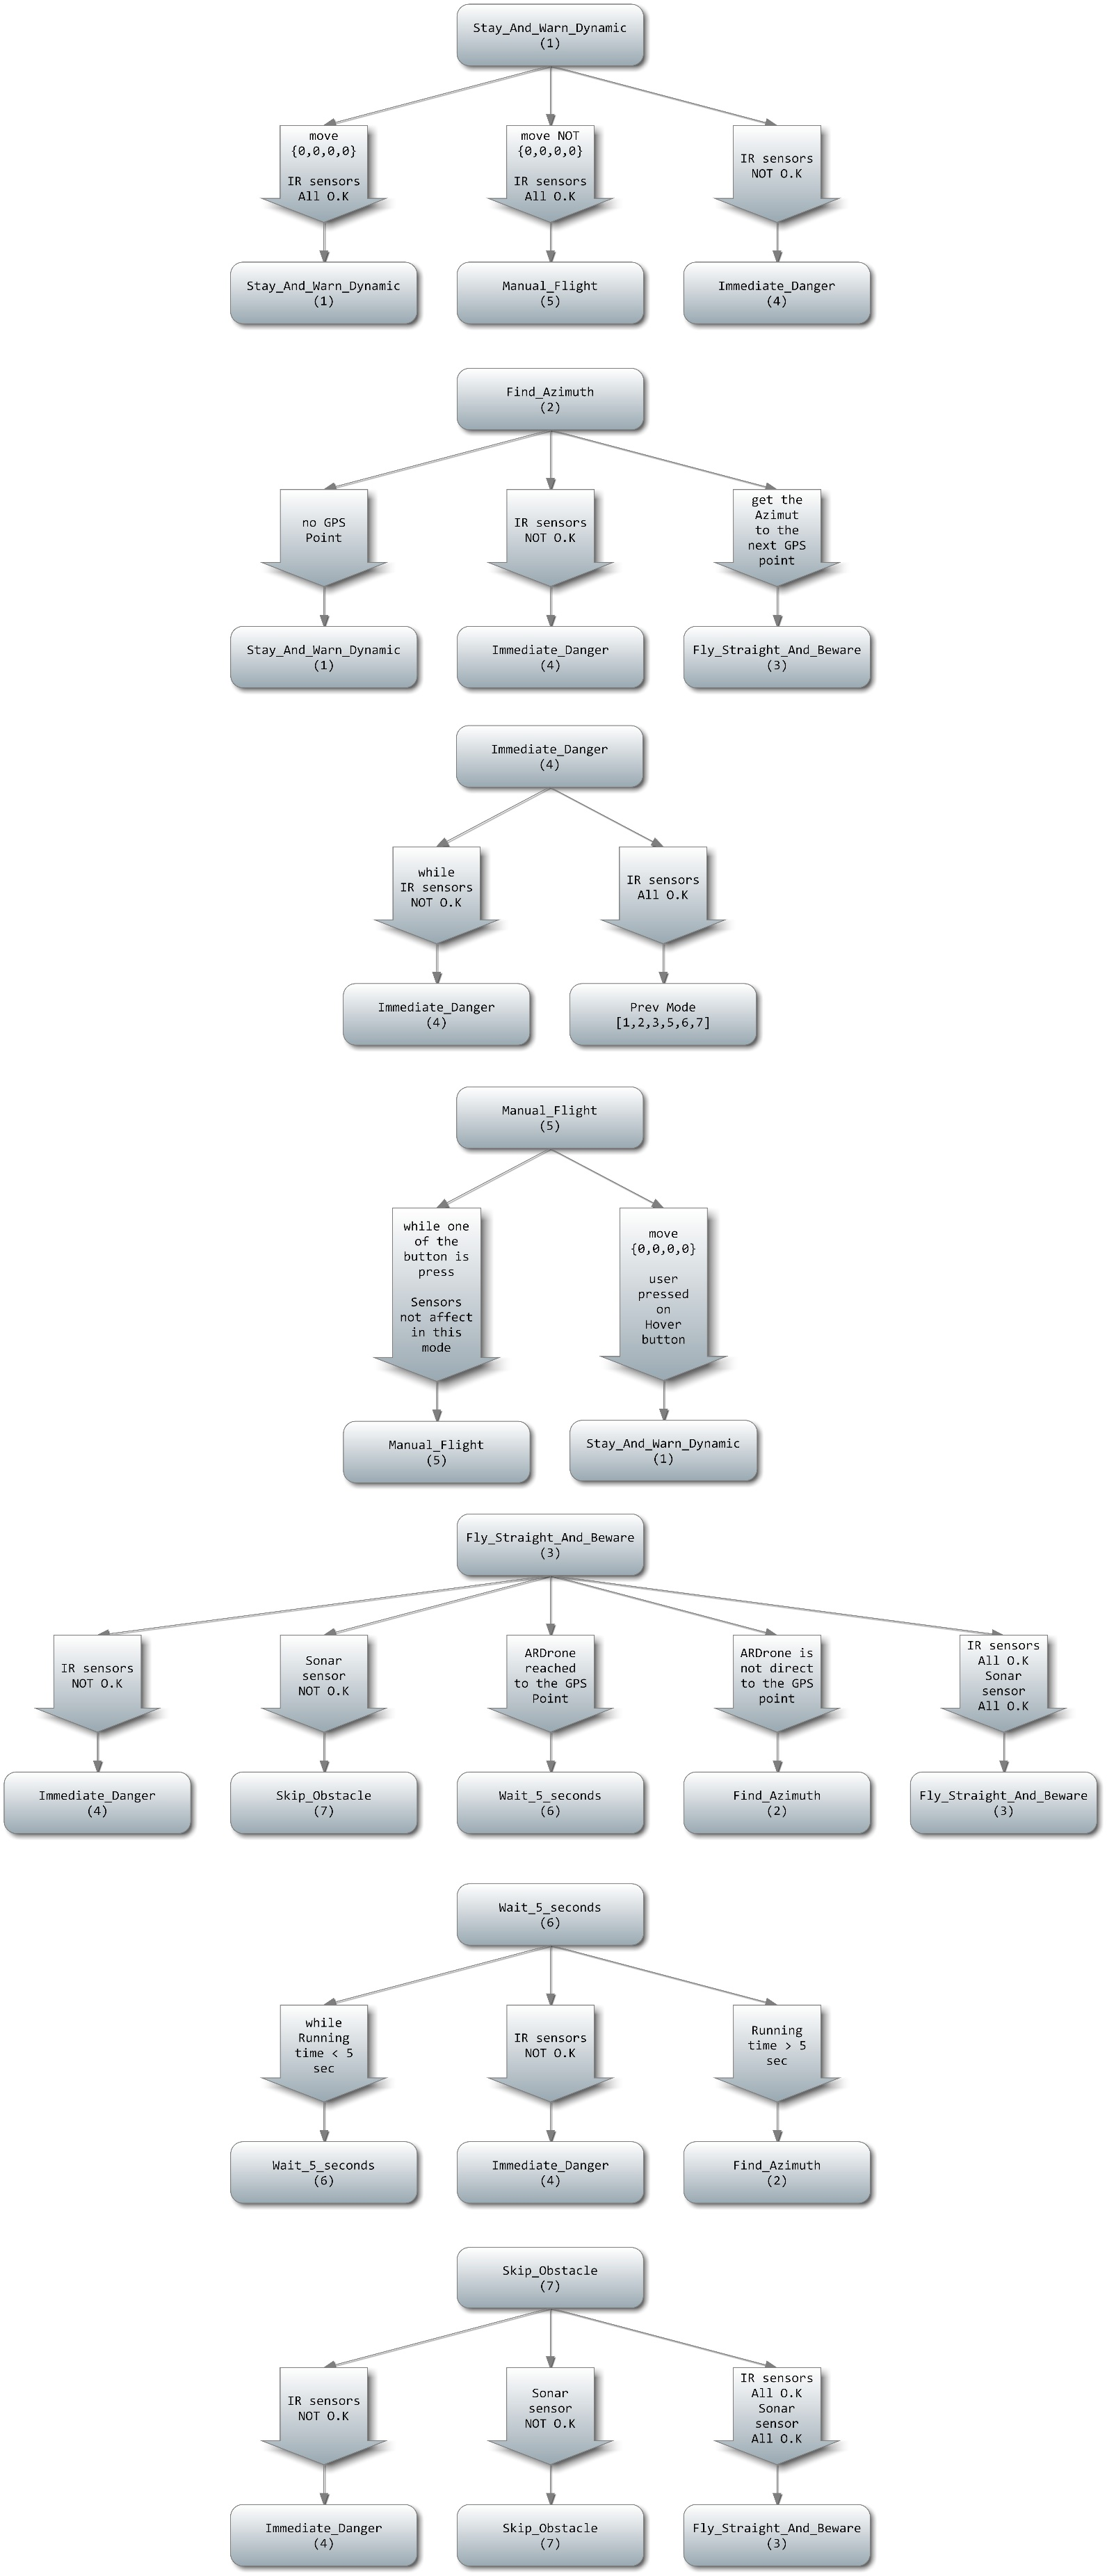 Stay_And_Warn_Dynamic
(1)
move
{0,0,0,0}
IR sensors
All O.K
move NOT
{0,0,0,0}
IR sensors
All O.K
IR sensors
NOT O.K
Stay_And_Warn_Dynamic
(1)
Manual_Flight
(5)
Immediate_Danger
(4)
Find_Azimuth
(2)
no GPS
Point
IR sensors
NOT O.K
get the
Azimut
to the
next GPS
point
Stay_And_Warn_Dynamic
(1)
Immediate_Danger
(4)
Fly_Straight_And_Beware
(3)
Immediate_Danger
(4)
while
IR sensors
NOT O.K
IR sensors
All O.K
Immediate_Danger
(4)
Prev Mode
[1,2,3,5,6,7]
Manual_Flight
(5)
while one
of the
button is
press
Sensors
not affect
in this
mode
move
{0,0,0,0}
user
pressed
on
Hover
button
Manual_Flight
(5)
Stay_And_Warn_Dynamic
(1)
Fly_Straight_And_Beware
(3)
IR sensors
NOT O.K
Sonar
sensor
NOT O.K
ARDrone
reached
to the GPS
Point
ARDrone is
not direct
to the GPS
point
IR sensors
All O.K
Sonar
sensor
All O.K
Immediate_Danger
(4)
Skip_Obstacle
(7)
Wait_5_seconds
(6)
Find_Azimuth
(2)
Fly_Straight_And_Beware
(3)
Wait_5_seconds
(6)
while
Running
time < 5
sec
IR sensors
NOT O.K
Running
time > 5
sec
Wait_5_seconds
(6)
Immediate_Danger
(4)
Find_Azimuth
(2)
Skip_Obstacle
(7)
IR sensors
NOT O.K
Sonar
sensor
NOT O.K
IR sensors
All O.K
Sonar
sensor
All O.K
Immediate_Danger
(4)
Skip_Obstacle
(7)
Fly_Straight_And_Beware
(3)